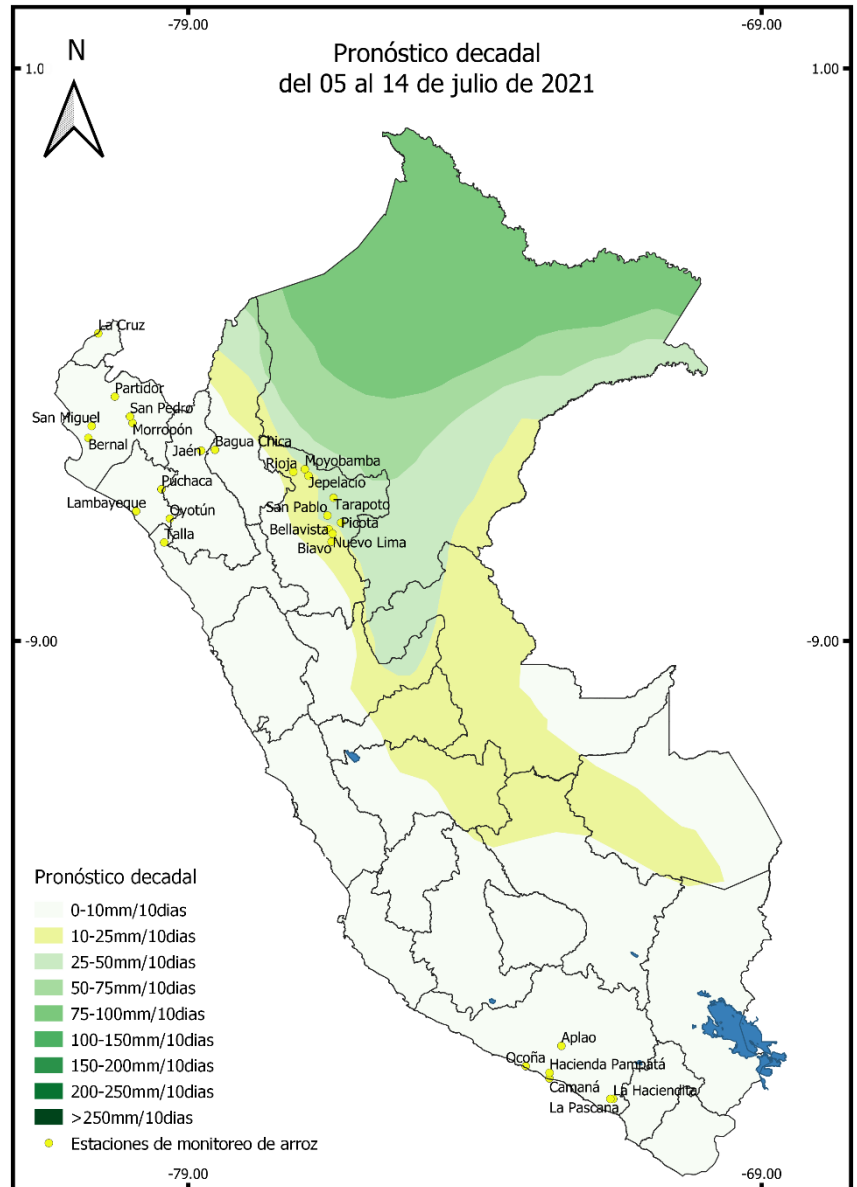 -79.00
-69.00
N
Pronóstico decadal
del 05 al 14 de julio de 2021
1.0
1.00
La Cruz
Partidor
San Pedro
San Miguel
Morropón
Bernal
Jaén
Bagua Chica
Rioja
Moyobamba
Jepelacio
Puchaca
Lambayeque
Oyotún
Talla
Tarapoto
San Pablo
Picota
Bellavista
Nuevo Lima
Biavo
-9.00
-9.00
Pronóstico decadal
0-10mm/10dias
10-25mm/10dias
25-50mm/10dias
50-75mm/10dias
75-100mm/10dias
100-150mm/10dias
150-200mm/10dias
200-250mm/10dias
>250mm/10dias
Estaciones de monitoreo de arroz
Aplao
Ocoña
Hacienda Pampatá
Camaná
La Haciendita
La Pascana
-79.00
-69.00